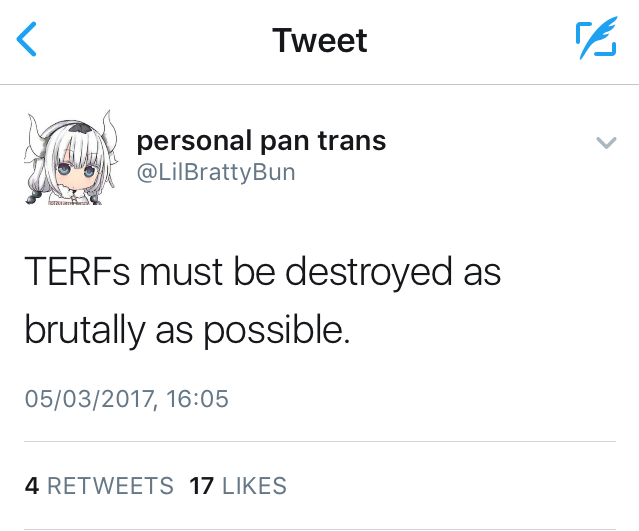 Tweet
personal pan trans
@LilBrattyBun
TERFs must be destroyed as
brutally as possible.
05/03/2017, 16:05
4 RETWEETS 17 LIKES